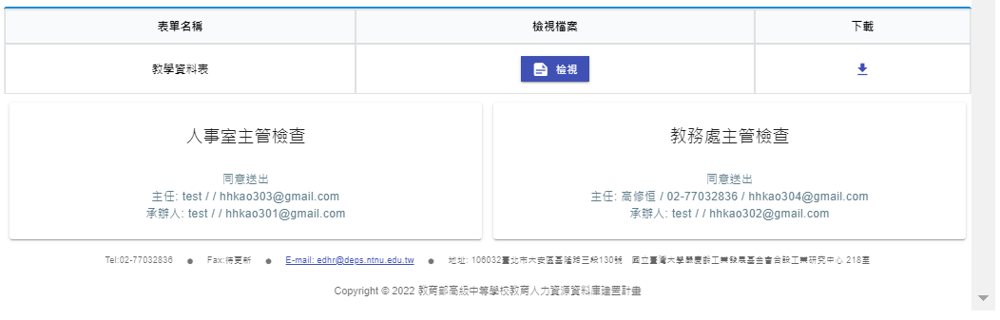 表單名稱 檢視檔案 下載
教學資料表 檢視
人事室主管檢查
同意送出
主任: test / / hhkao303@gmail.com
承辦人: test / / hhkao301@gmail.com
教務處主管檢查
同意送出
主任: 高修恒 / 02-77032836 / hhkao304@gmail.com
承辦人: test / / hhkao302@gmail.com
Tel:02-77032836 ● Fax:待更新 ● E-mail: edhr@deps.ntnu.edu.tw ● 地址: 106032臺北市大安區基隆路三段130號 國立臺灣大學嚴慶齡工業發展基金會合設工業研究中心 218室
Copyright © 2022 教育部高級中等學校教育人力資源資料庫建置計畫